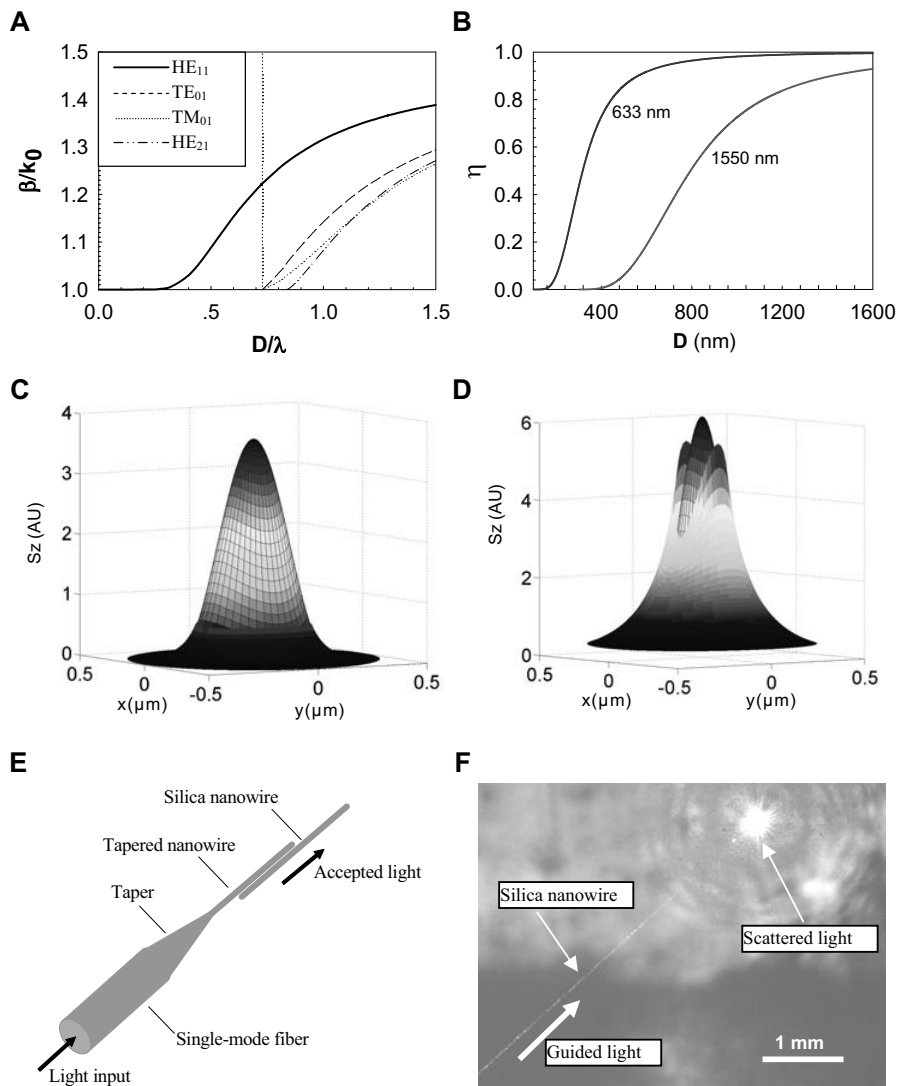 A
1.5
1.4
1.3
1.2
1.1
1.0
β/k0
HE11
TE01
TM01
HE21
0.0
.5
1.0
1.5
D/λ
B
1.0
0.8
0.6
0.4
0.2
0.0
η
633 nm
1550 nm
400
800
1200
1600
D (nm)
C
4
3
2
1
0
Sz (AU)
0.5
0
-0.5
0
0.5
x(µm)
y(µm)
D
6
4
2
0
Sz (AU)
0.5
0
-0.5
0
0.5
x(µm)
y(µm)
E
Silica nanowire
Tapered nanowire
Taper
Accepted light
Single-mode fiber
Light input
F
Silica nanowire
Scattered light
Guided light
1 mm